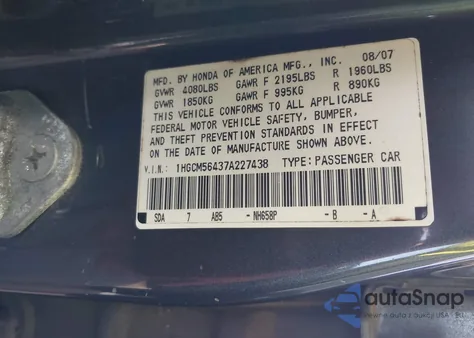 MFD. BY HONDA OF AMERICA MFG., INC. 08/07
GVWR 4080LBS GAWR F 2195LBS R 1960LBS
GVWR 1850KG GAWR F 995KG R 890KG
THIS VEHICLE CONFORMS TO ALL APPLICABLE
FEDERAL MOTOR VEHICLE SAFETY, BUMPER,
AND THEFT PREVENTION STANDARDS IN EFFECT
ON THE DATE OF MANUFACTURE SHOWN ABOVE.
V.I.N.: 1HGCM56437A227438 TYPE:PASSENGER CAR
SDA 7 AB5 -NH658P -B -A
autoSnap